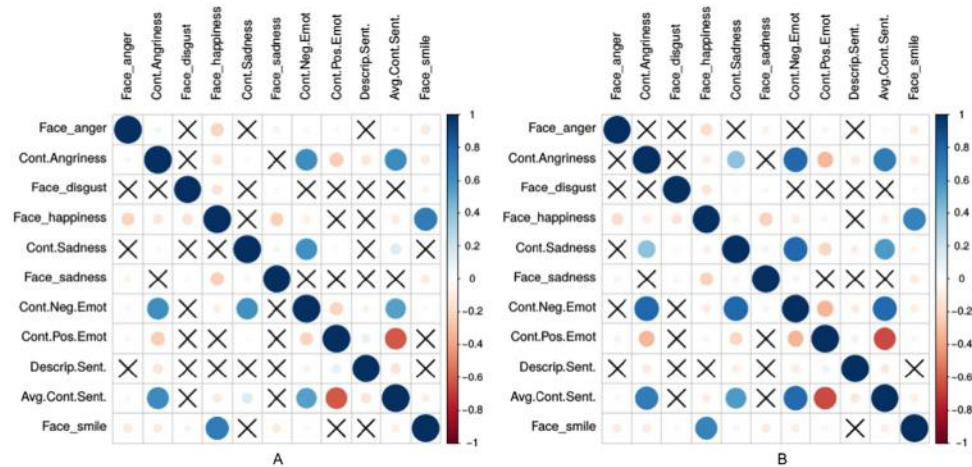 Face_anger
Cont.Angriness
Face_disgust
Face_happiness
Cont.Sadness
Face_sadness
Cont.Neg.Emot
Cont.Pos.Emot
Descrip.Sent.
Avg.Cont.Sent.
Face_smile
Face_anger
Cont.Angriness
Face_disgust
Face_happiness
Cont.Sadness
Face_sadness
Cont.Neg.Emot
Cont.Pos.Emot
Descrip.Sent.
Avg.Cont.Sent.
Face_smile
1
0.8
0.6
0.4
0.2
0
-0.2
-0.4
-0.6
-0.8
-1
A
Face_anger
Cont.Angriness
Face_disgust
Face_happiness
Cont.Sadness
Face_sadness
Cont.Neg.Emot
Cont.Pos.Emot
Descrip.Sent.
Avg.Cont.Sent.
Face_smile
Face_anger
Cont.Angriness
Face_disgust
Face_happiness
Cont.Sadness
Face_sadness
Cont.Neg.Emot
Cont.Pos.Emot
Descrip.Sent.
Avg.Cont.Sent.
Face_smile
1
0.8
0.6
0.4
0.2
0
-0.2
-0.4
-0.6
-0.8
-1
B